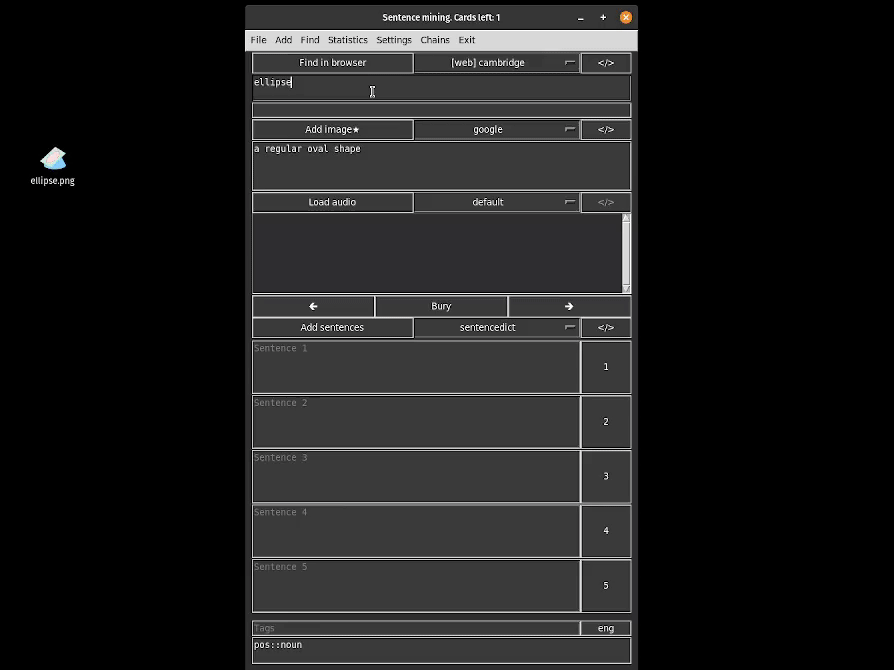 Sentence mining. Cards left: 1
File Add Find Statistics Settings Chains Exit
Find in browser [web] cambridge </>
ellipse
Add image★ google </>
a regular oval shape
ellipse.png
Load audio default </>
← Bury →
Add sentences sentencedict </>
Sentence 1
1
Sentence 2
2
Sentence 3
3
Sentence 4
4
Sentence 5
5
Tags eng
pos::noun